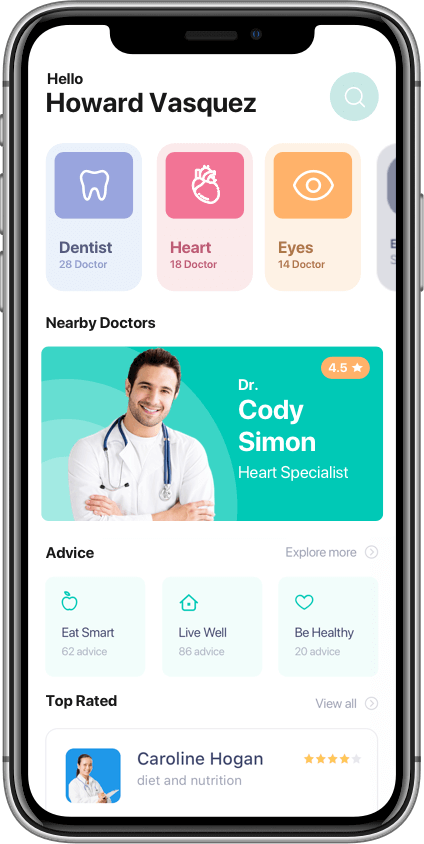 Hello
Howard Vasquez
Dentist
28 Doctor
Heart
18 Doctor
Eyes
14 Doctor
Nearby Doctors
4.5
Dr.
Cody
Simon
Heart Specialist
Advice
Explore more
Eat Smart
62 advice
Live Well
86 advice
Be Healthy
20 advice
Top Rated
View all
Caroline Hogan
diet and nutrition